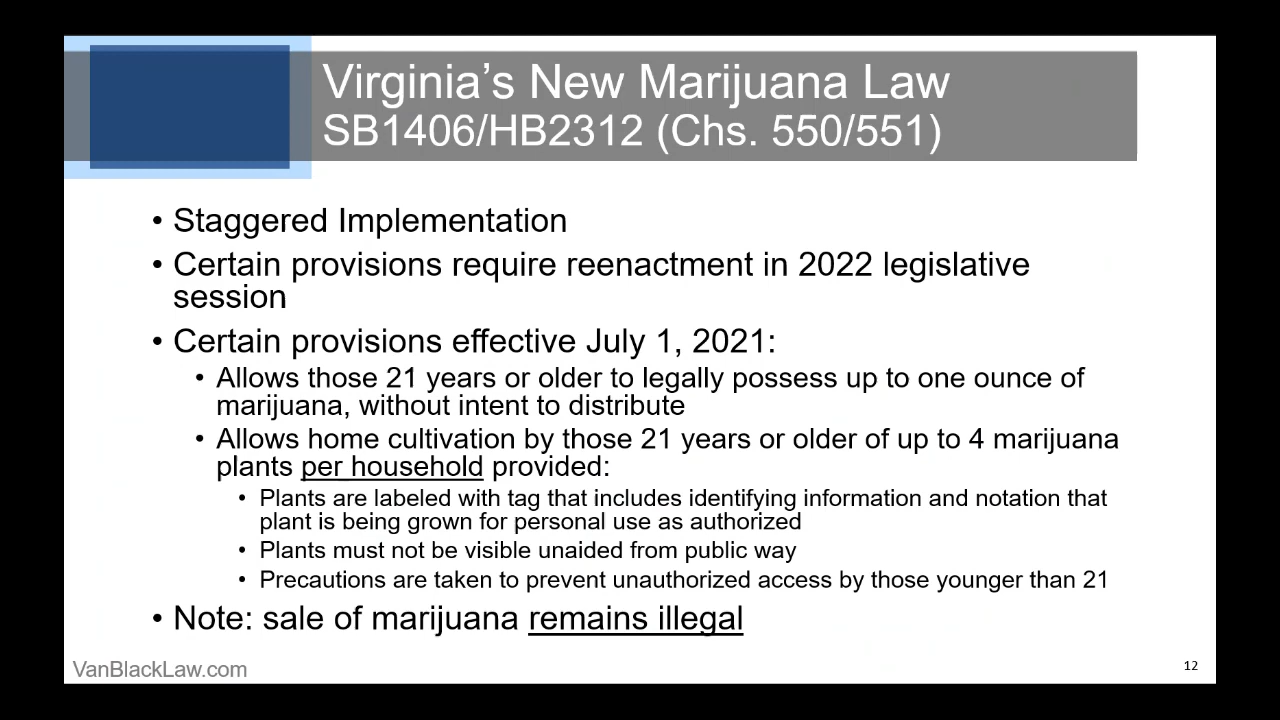 Virginia’s New Marijuana Law
SB1406/HB2312 (Chs. 550/551)
• Staggered Implementation
• Certain provisions require reenactment in 2022 legislative
session
• Certain provisions effective July 1, 2021:
• Allows those 21 years or older to legally possess up to one ounce of
marijuana, without intent to distribute
• Allows home cultivation by those 21 years or older of up to 4 marijuana
plants per household provided:
• Plants are labeled with tag that includes identifying information and notation that
plant is being grown for personal use as authorized
• Plants must not be visible unaided from public way
• Precautions are taken to prevent unauthorized access by those younger than 21
• Note: sale of marijuana remains illegal
VanBlackLaw.com
12